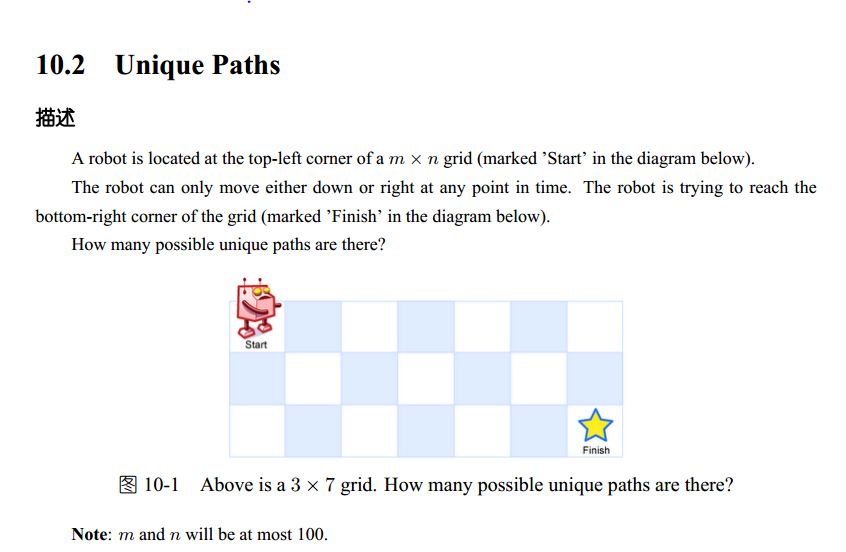 10.2 Unique Paths
描述
A robot is located at the top-left corner of a m × n grid (marked ’Start’ in the diagram below).
The robot can only move either down or right at any point in time. The robot is trying to reach the
bottom-right corner of the grid (marked ’Finish’ in the diagram below).
How many possible unique paths are there?
Start
Finish
图 10-1 Above is a 3 × 7 grid. How many possible unique paths are there?
Note: m and n will be at most 100.